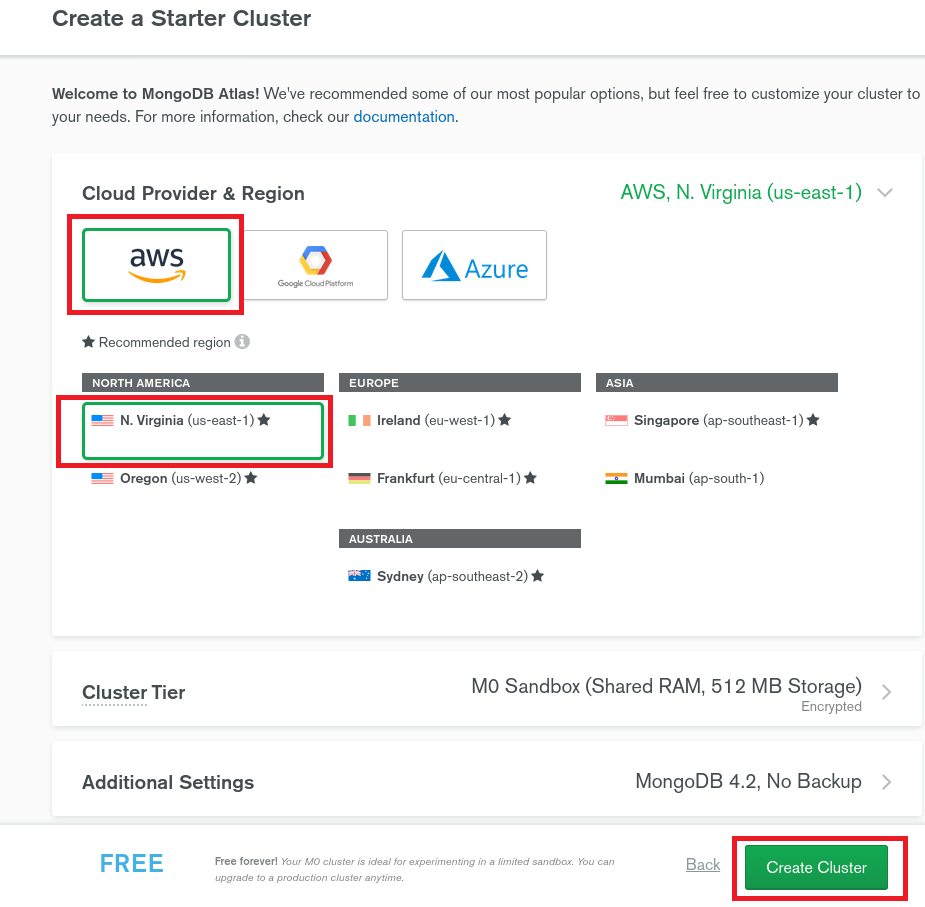 Create a Starter Cluster
Welcome to MongoDB Atlas! We've recommended some of our most popular options, but feel free to customize your cluster to
your needs. For more information, check our documentation.
Cloud Provider & Region
AWS, N. Virginia (us-east-1)
aws
Google Cloud Platform
Azure
★ Recommended region
NORTH AMERICA
N. Virginia (us-east-1) ★
Oregon (us-west-2) ★
EUROPE
Ireland (eu-west-1) ★
Frankfurt (eu-central-1) ★
ASIA
Singapore (ap-southeast-1) ★
Mumbai (ap-south-1)
AUSTRALIA
Sydney (ap-southeast-2) ★
Cluster Tier
M0 Sandbox (Shared RAM, 512 MB Storage)
Encrypted
Additional Settings
MongoDB 4.2, No Backup
FREE
Free forever! Your M0 cluster is ideal for experimenting in a limited sandbox. You can
upgrade to a production cluster anytime.
Back
Create Cluster